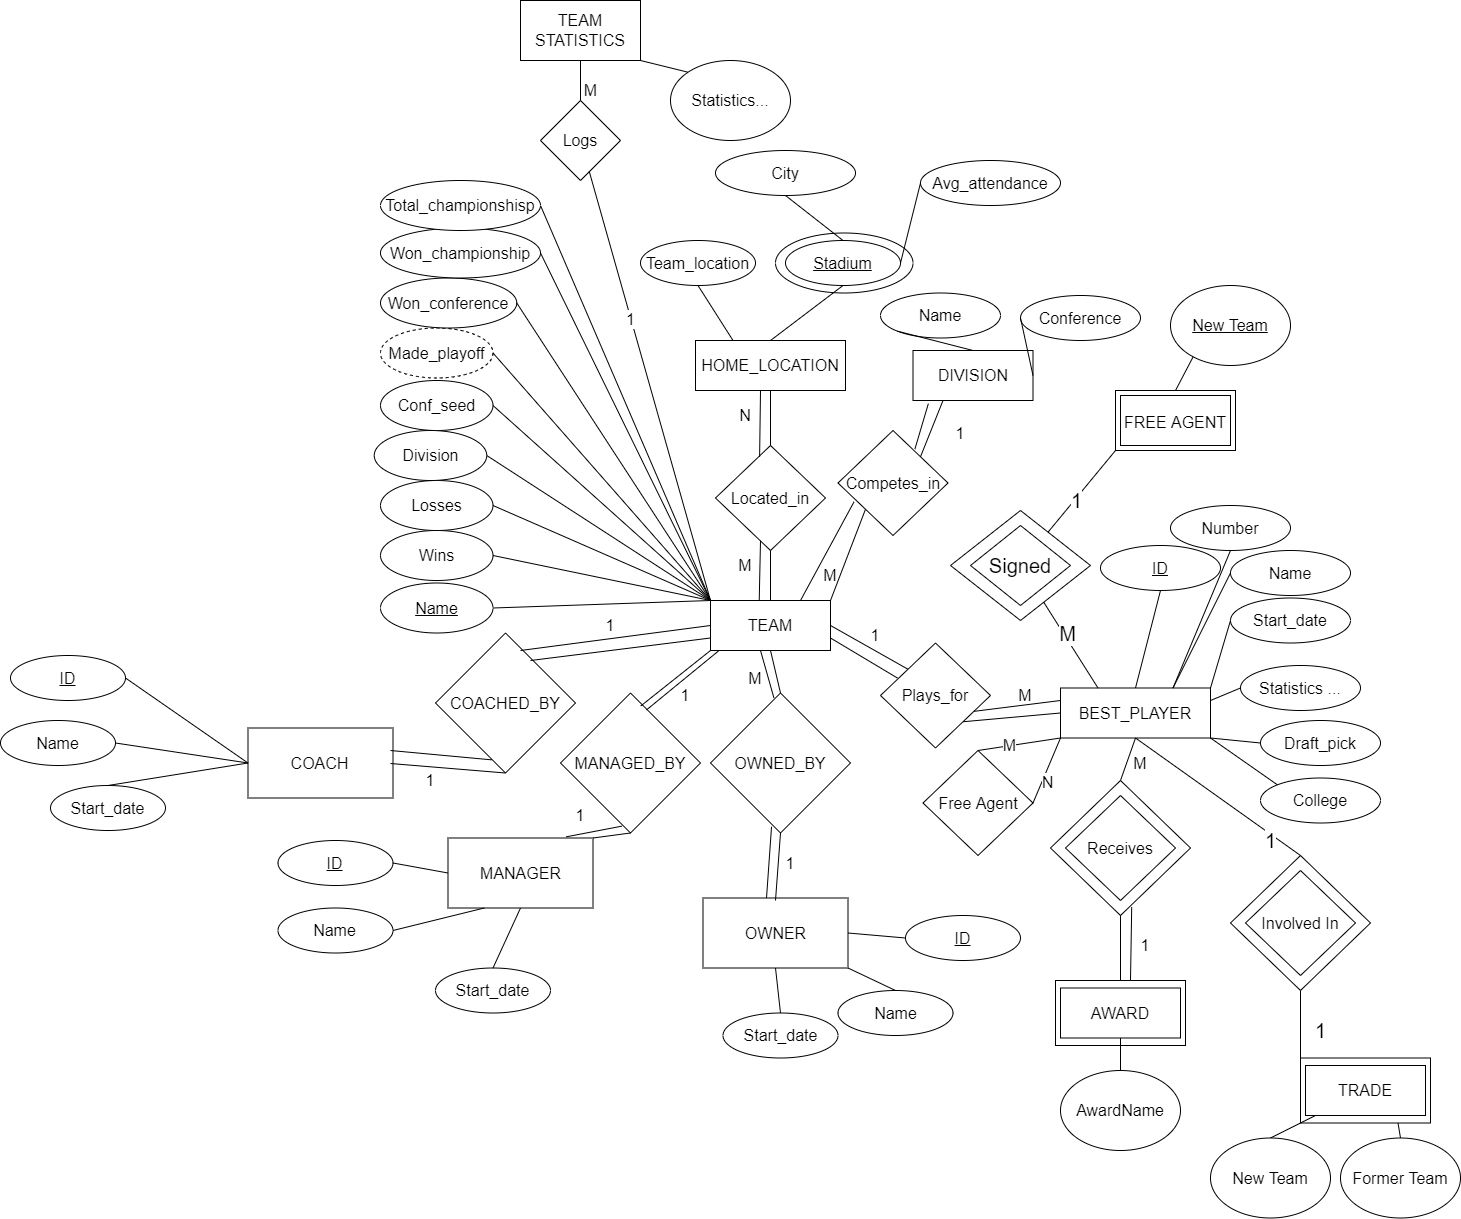 TEAM
STATISTICS
M
Statistics...
Logs
City
Avg_attendance
Total_championshisp
Won_championship
Team_location
Stadium
Won_conference
Name
Conference
New Team
1
Made_playoff
HOME_LOCATION
DIVISION
Conf_seed
N
FREE AGENT
1
Division
Competes_in
Losses
Located_in
1
Number
Wins
M
M
Signed
ID
Name
Name
Start_date
1
TEAM
1
M
ID
M
Statistics ...
COACHED_BY
1
Plays_for
M
BEST_PLAYER
Name
COACH
MANAGED_BY
OWNED_BY
M
Draft_pick
1
M
N
Free Agent
College
Start_date
1
1
1
Receives
ID
MANAGER
Name
OWNER
ID
Involved In
1
Start_date
Name
AWARD
1
Start_date
TRADE
AwardName
New Team
Former Team